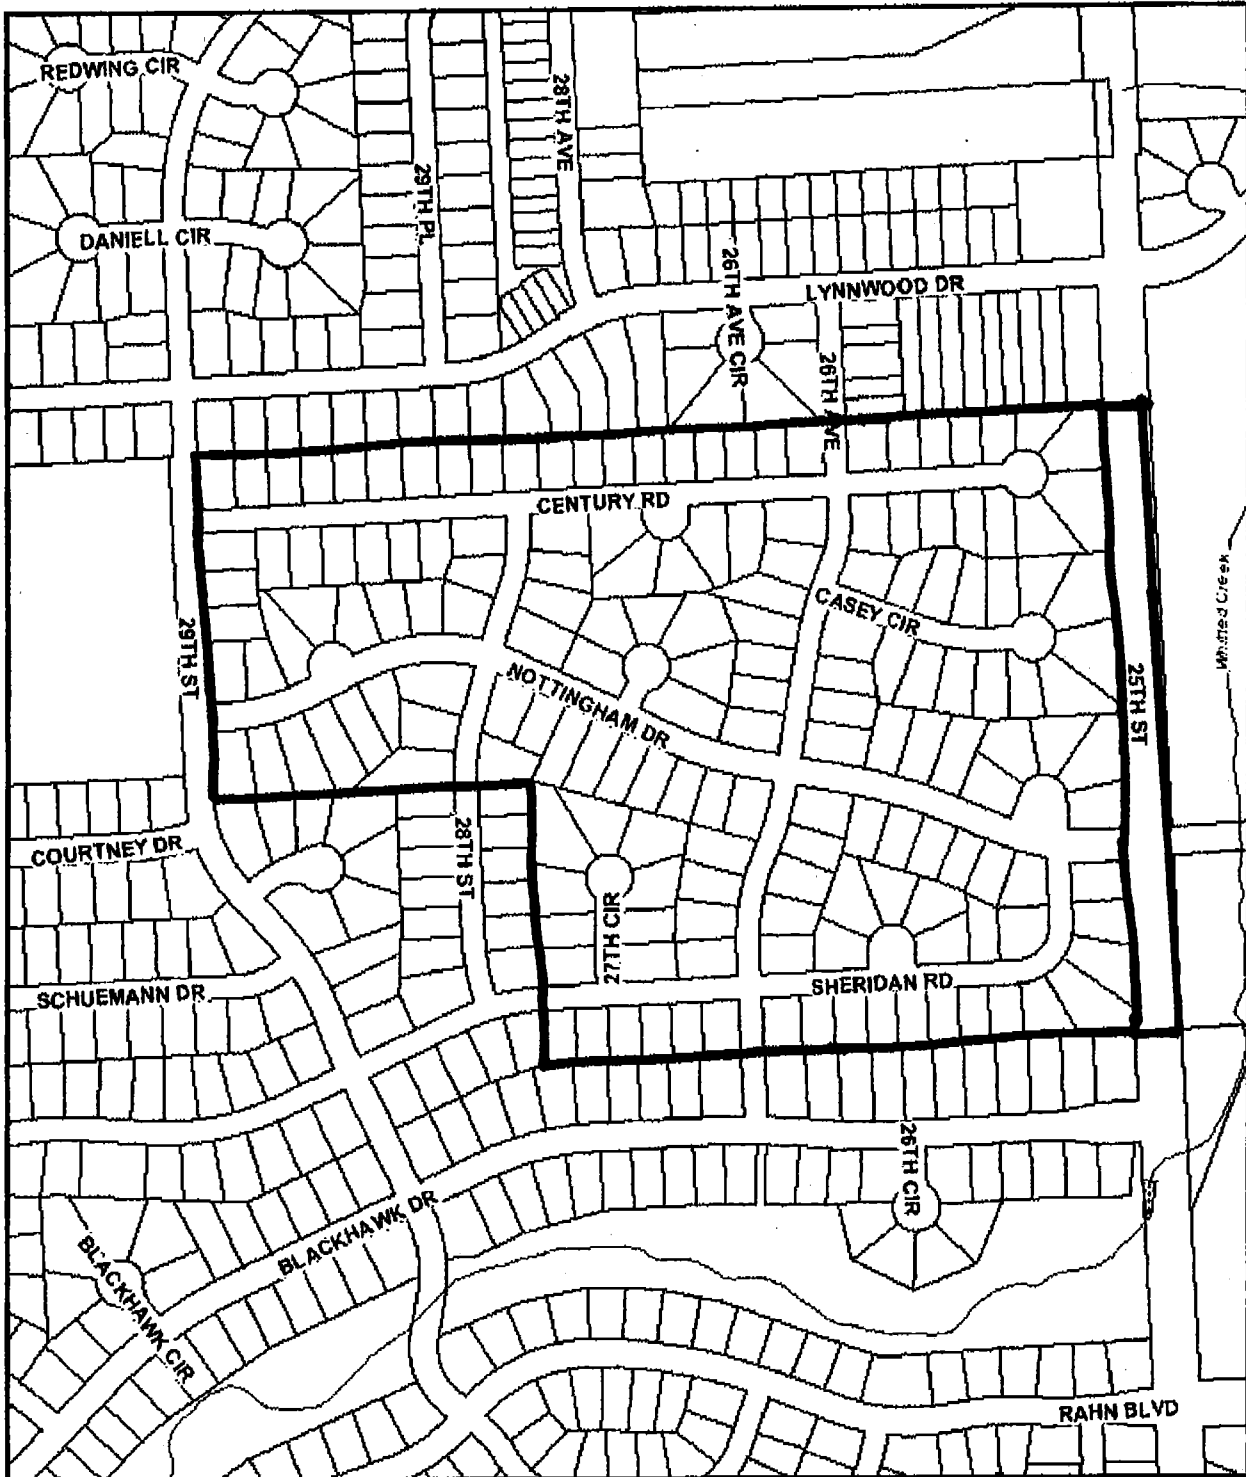 REDWING CIR
28TH AVE
29TH PL
DANIELL CIR
26TH AVE CIR
LYNNWOOD DR
26TH AVE
CENTURY RD
CASEY CIR
29TH ST
NOTTINGHAM DR
25TH ST
Creek
COURTNEY DR
28TH ST
27TH CIR
SCHUEMANN DR
SHERIDAN RD
26TH CIR
BLACKHAWK DR
BLACKHAWK CIR
RAHN BLVD